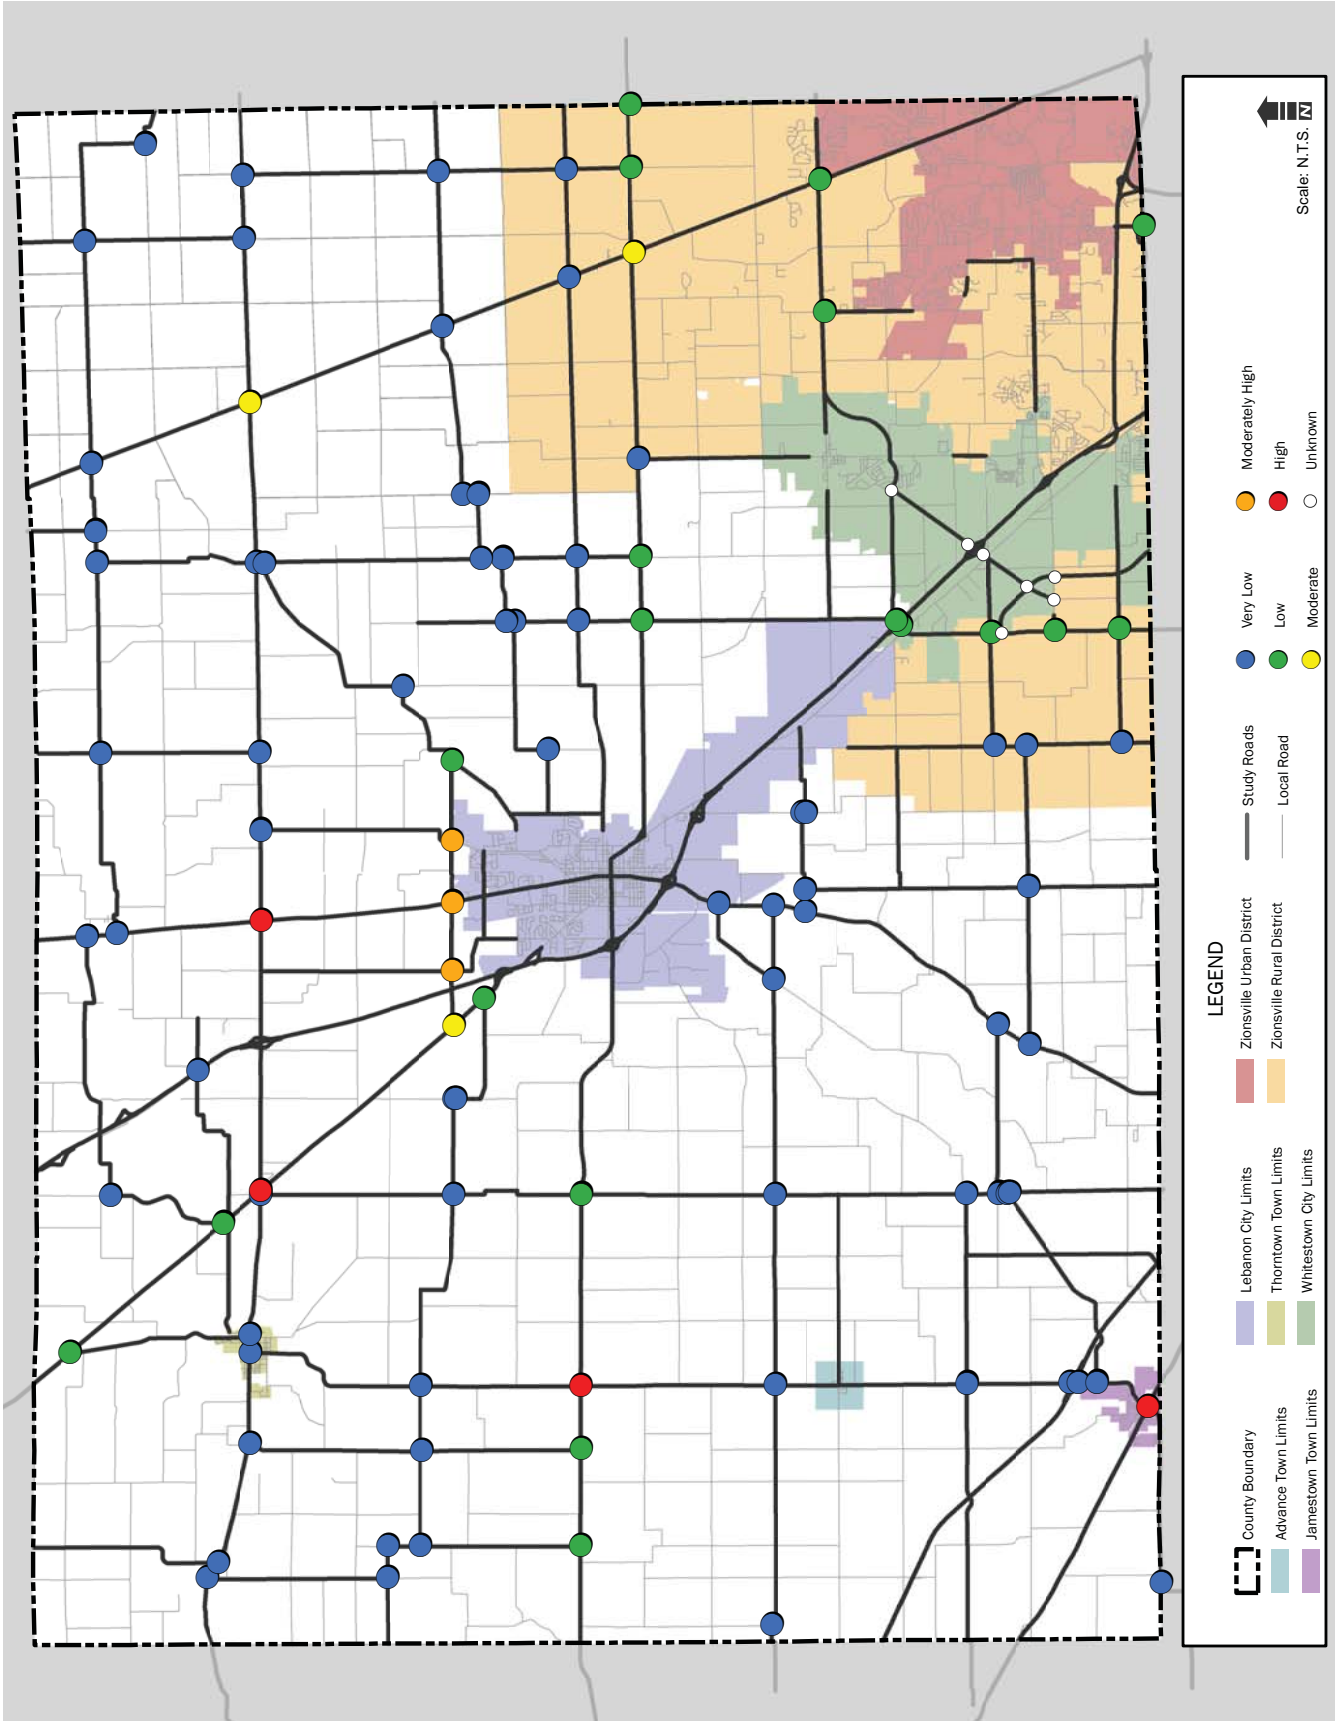 LEGEND
County Boundary
Advance Town Limits
Jamestown Town Limits
Lebanon City Limits
Thorntown Town Limits
Whitestown City Limits
Zionsville Urban District
Zionsville Rural District
Study Roads
Local Road
Very Low
Low
Moderate
Moderately High
High
Unknown
N
Scale: N.T.S.